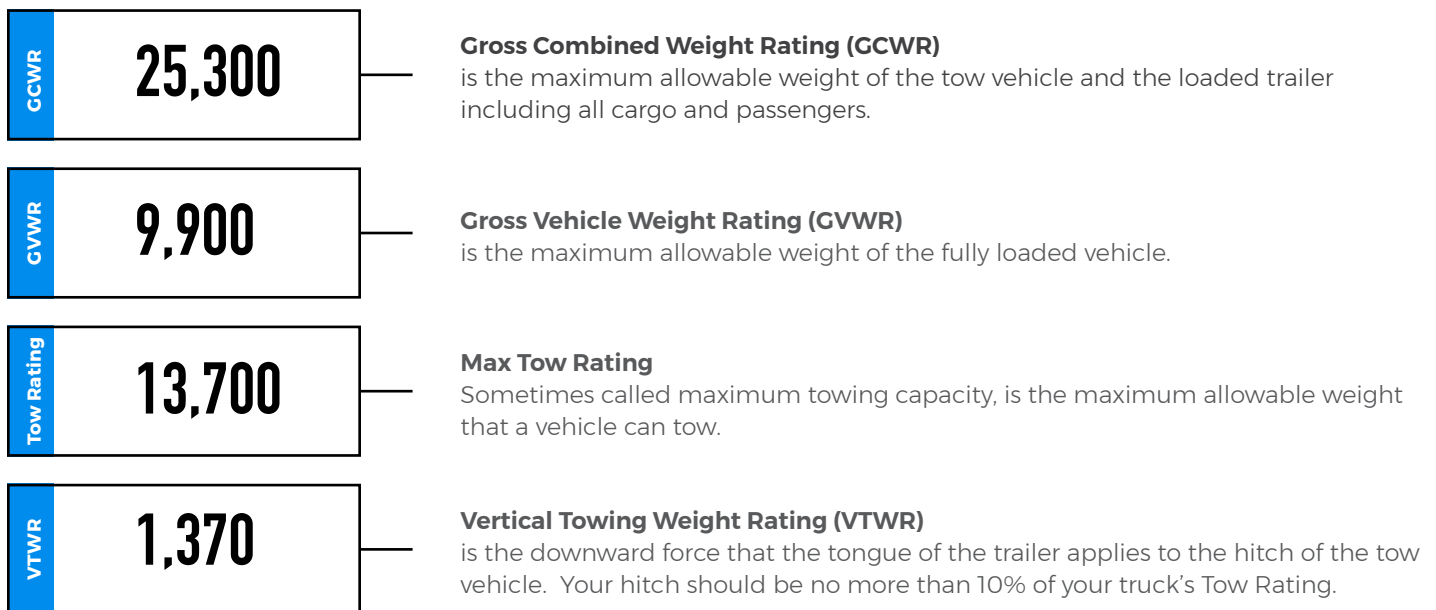 GCWR
25,300
Gross Combined Weight Rating (GCWR)
is the maximum allowable weight of the tow vehicle and the loaded trailer
including all cargo and passengers.
GVWR
9,900
Gross Vehicle Weight Rating (GVWR)
is the maximum allowable weight of the fully loaded vehicle.
Tow Rating
13,700
Max Tow Rating
Sometimes called maximum towing capacity, is the maximum allowable weight
that a vehicle can tow.
VTWR
1,370
Vertical Towing Weight Rating (VTWR)
is the downward force that the tongue of the trailer applies to the hitch of the tow
vehicle.  Your hitch should be no more than 10% of your truck's Tow Rating.